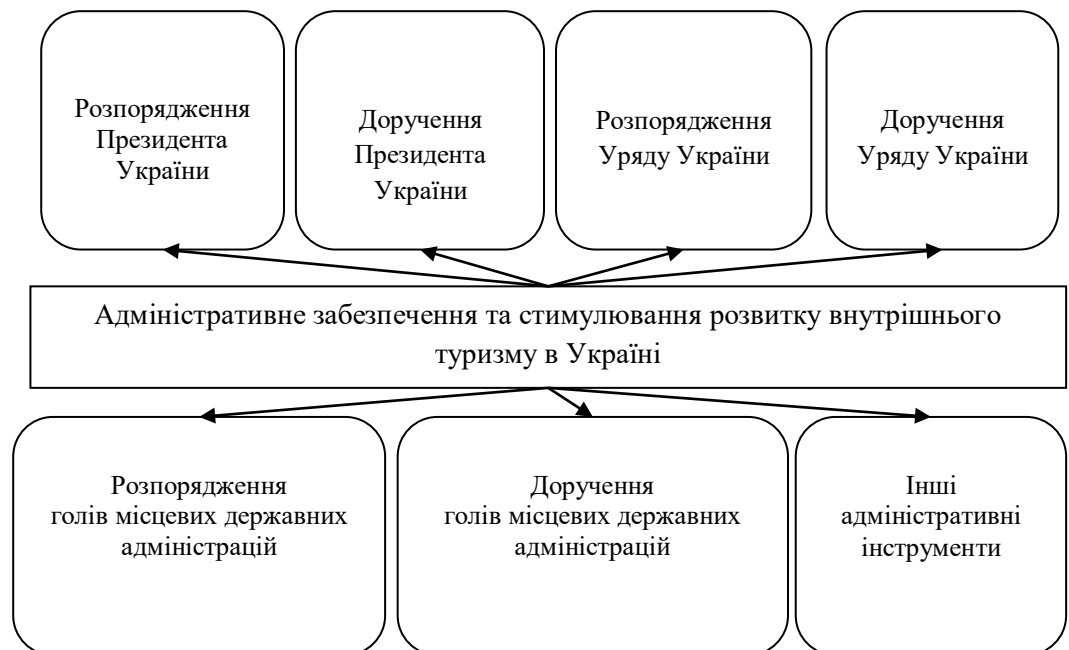 Розпорядження
Президента
України
Доручення
Президента
України
Розпорядження
Уряду України
Доручення
Уряду України
Адміністративне забезпечення та стимулювання розвитку внутрішнього
туризму в Україні
Розпорядження
голів місцевих державних
адміністрацій
Доручення
голів місцевих державних
адміністрацій
Інші
адміністративні
інструменти